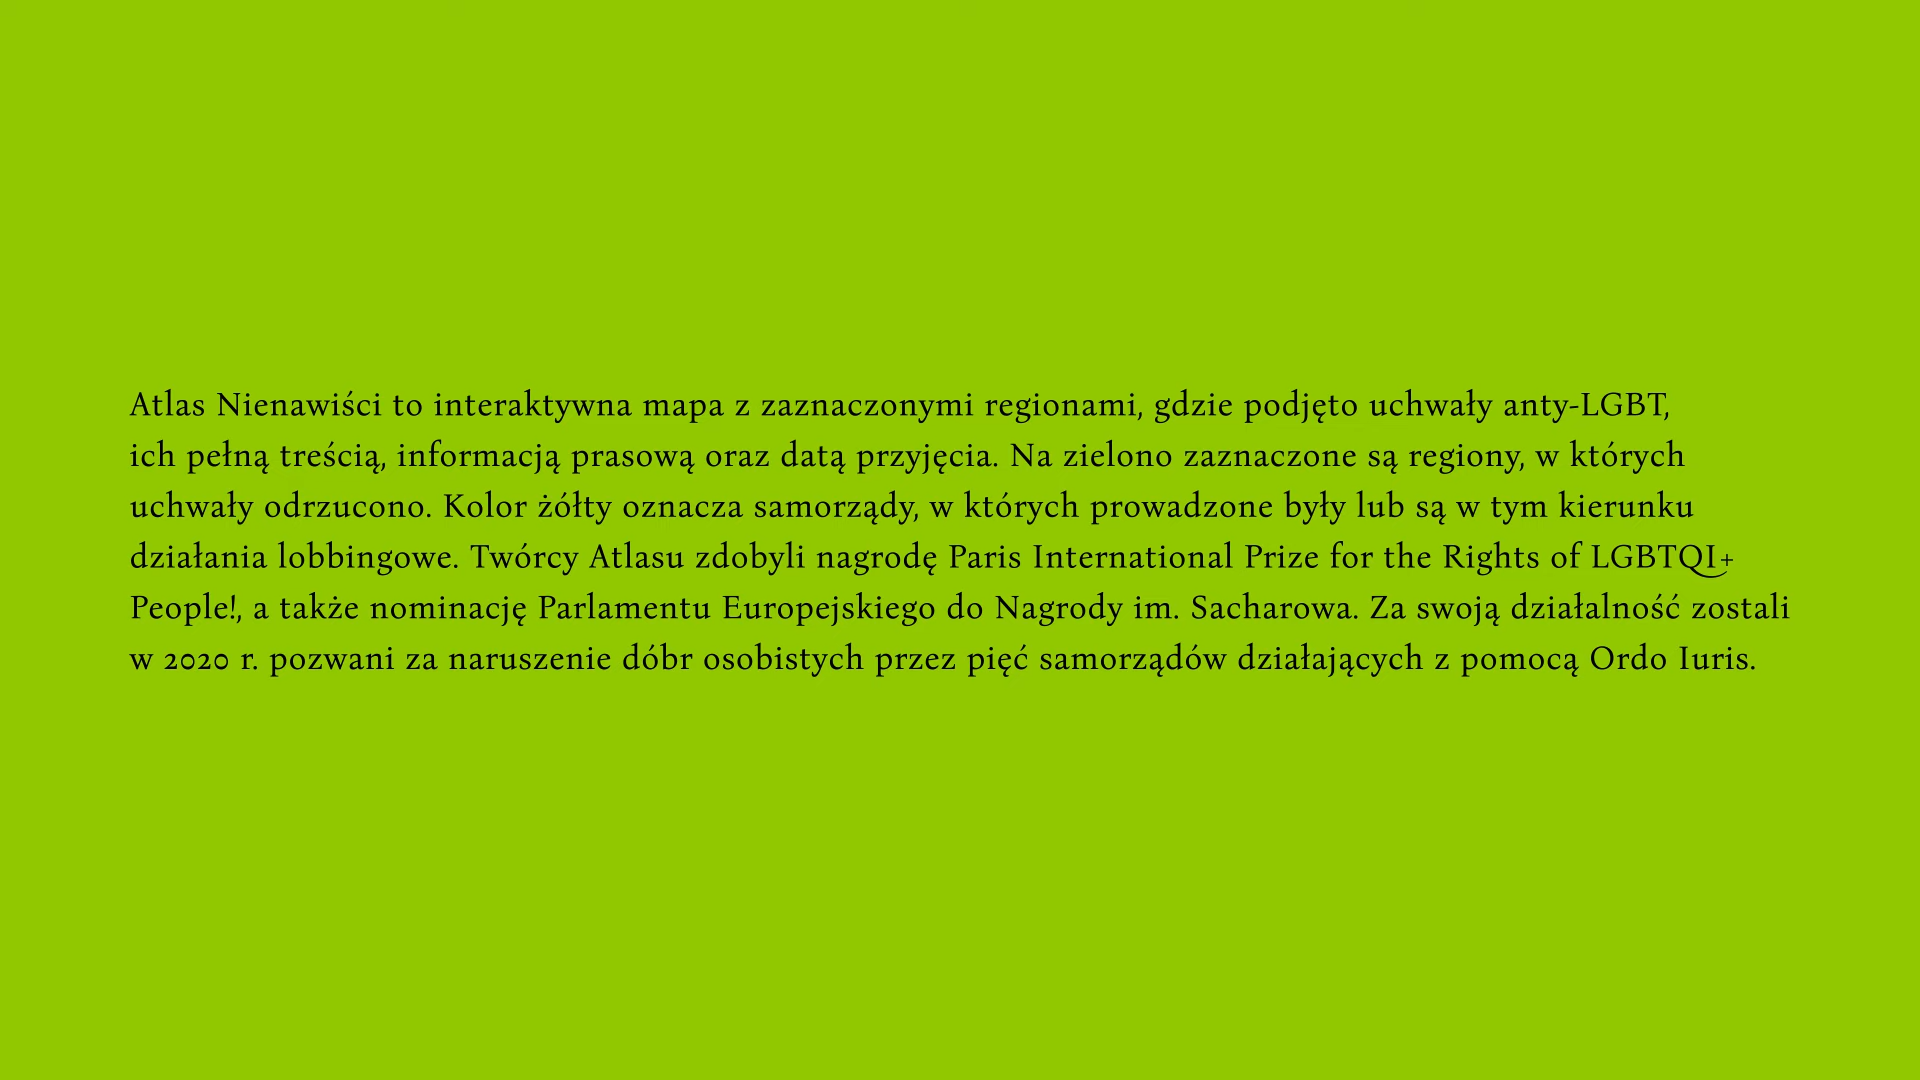 Atlas Nienawiści to interaktywna mapa z zaznaczonymi regionami, gdzie podjęto uchwały anty-LGBT,
ich pełną treścią, informacją prasową oraz datą przyjęcia. Na zielono zaznaczone są regiony, w których
uchwały odrzucono. Kolor żółty oznacza samorządy, w których prowadzone były lub są w tym kierunku
działania lobbingowe. Twórcy Atlasu zdobyli nagrodę Paris International Prize for the Rights of LGBTQI+
People!, a także nominację Parlamentu Europejskiego do Nagrody im. Sacharowa. Za swoją działalność zostali
w 2020 r. pozwani za naruszenie dóbr osobistych przez pięć samorządów działających z pomocą Ordo Iuris.